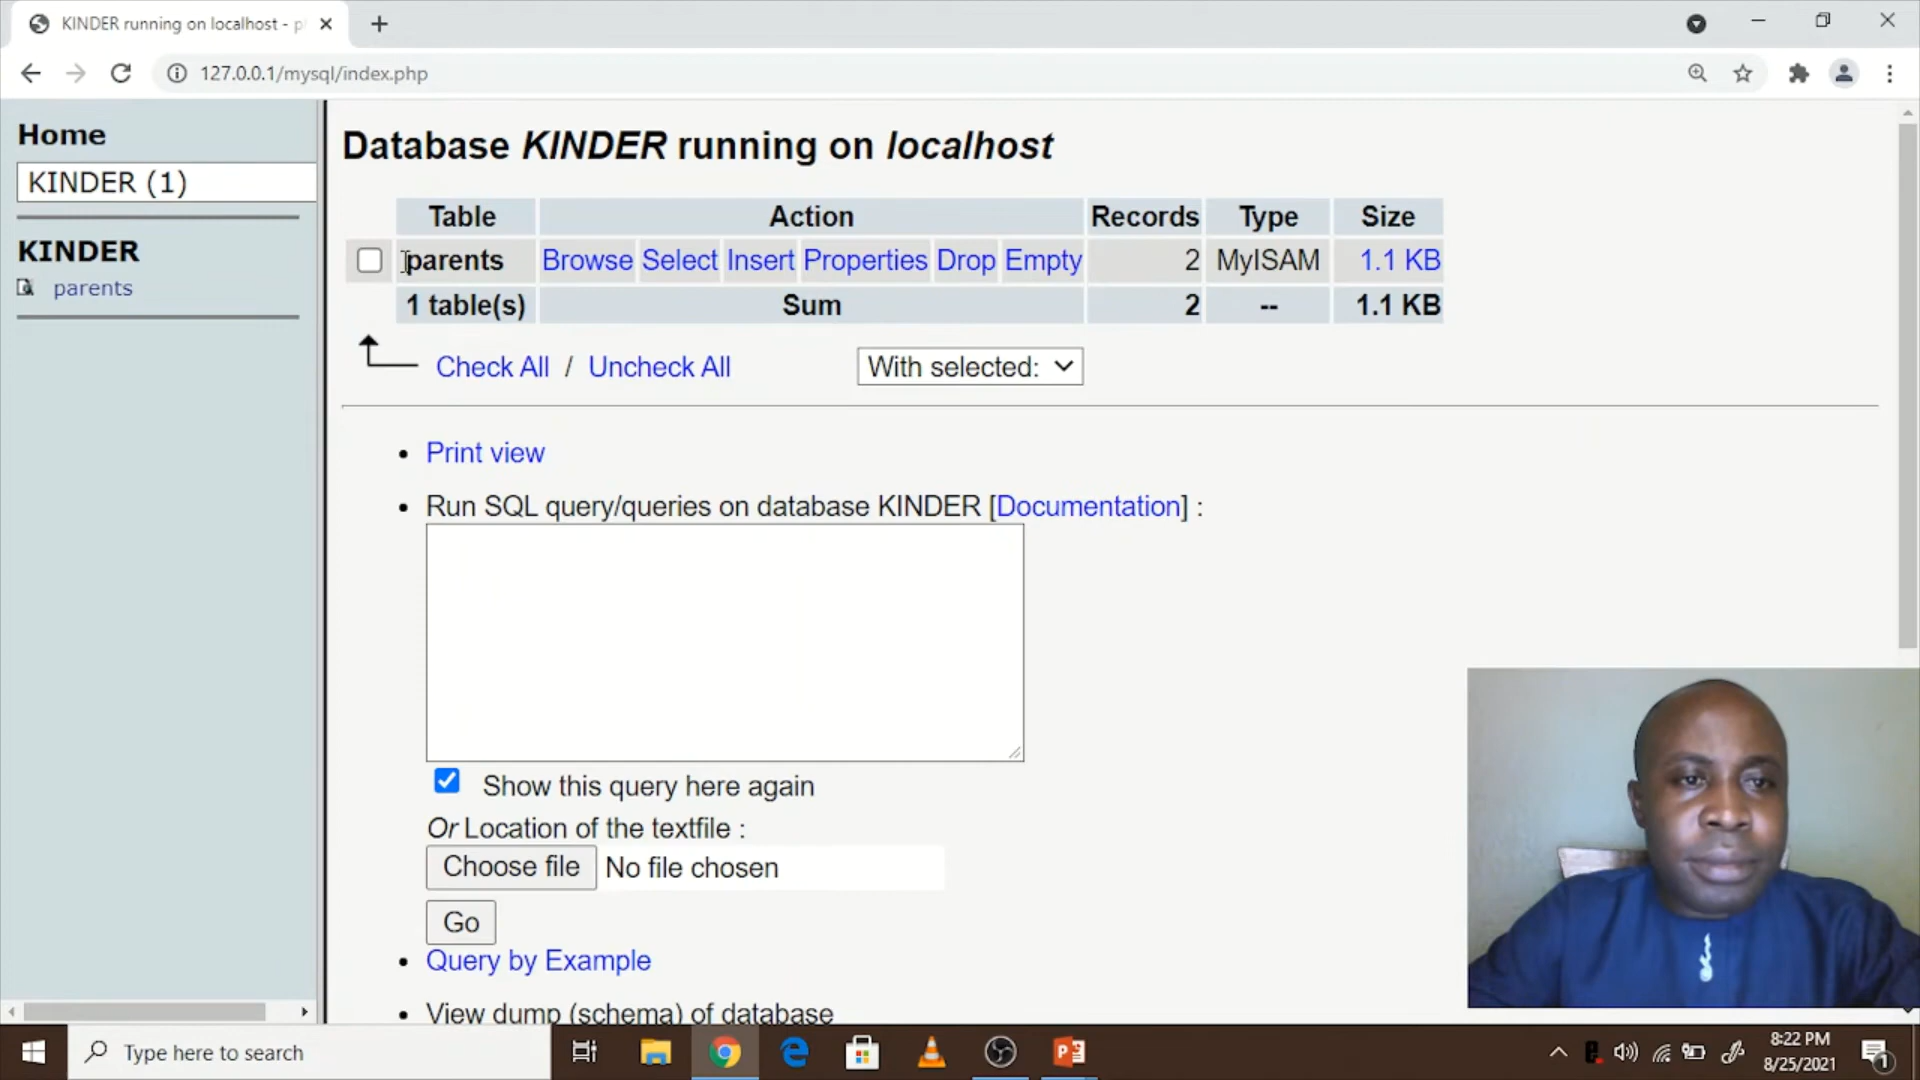 KINDER running on localhost - p
127.0.0.1/mysql/index.php
Home
KINDER (1)
KINDER
parents
Database KINDER running on localhost
Table Action Records Type Size
parents Browse Select Insert Properties Drop Empty 2 MyISAM 1.1 KB
1 table(s) Sum 2 -- 1.1 KB
Check All / Uncheck All With selected:
Print view
Run SQL query/queries on database KINDER [Documentation] :
Show this query here again
Or Location of the textfile :
Choose file No file chosen
Go
Query by Example
View dump (schema) of database
Type here to search
8:22 PM
8/25/2021
1